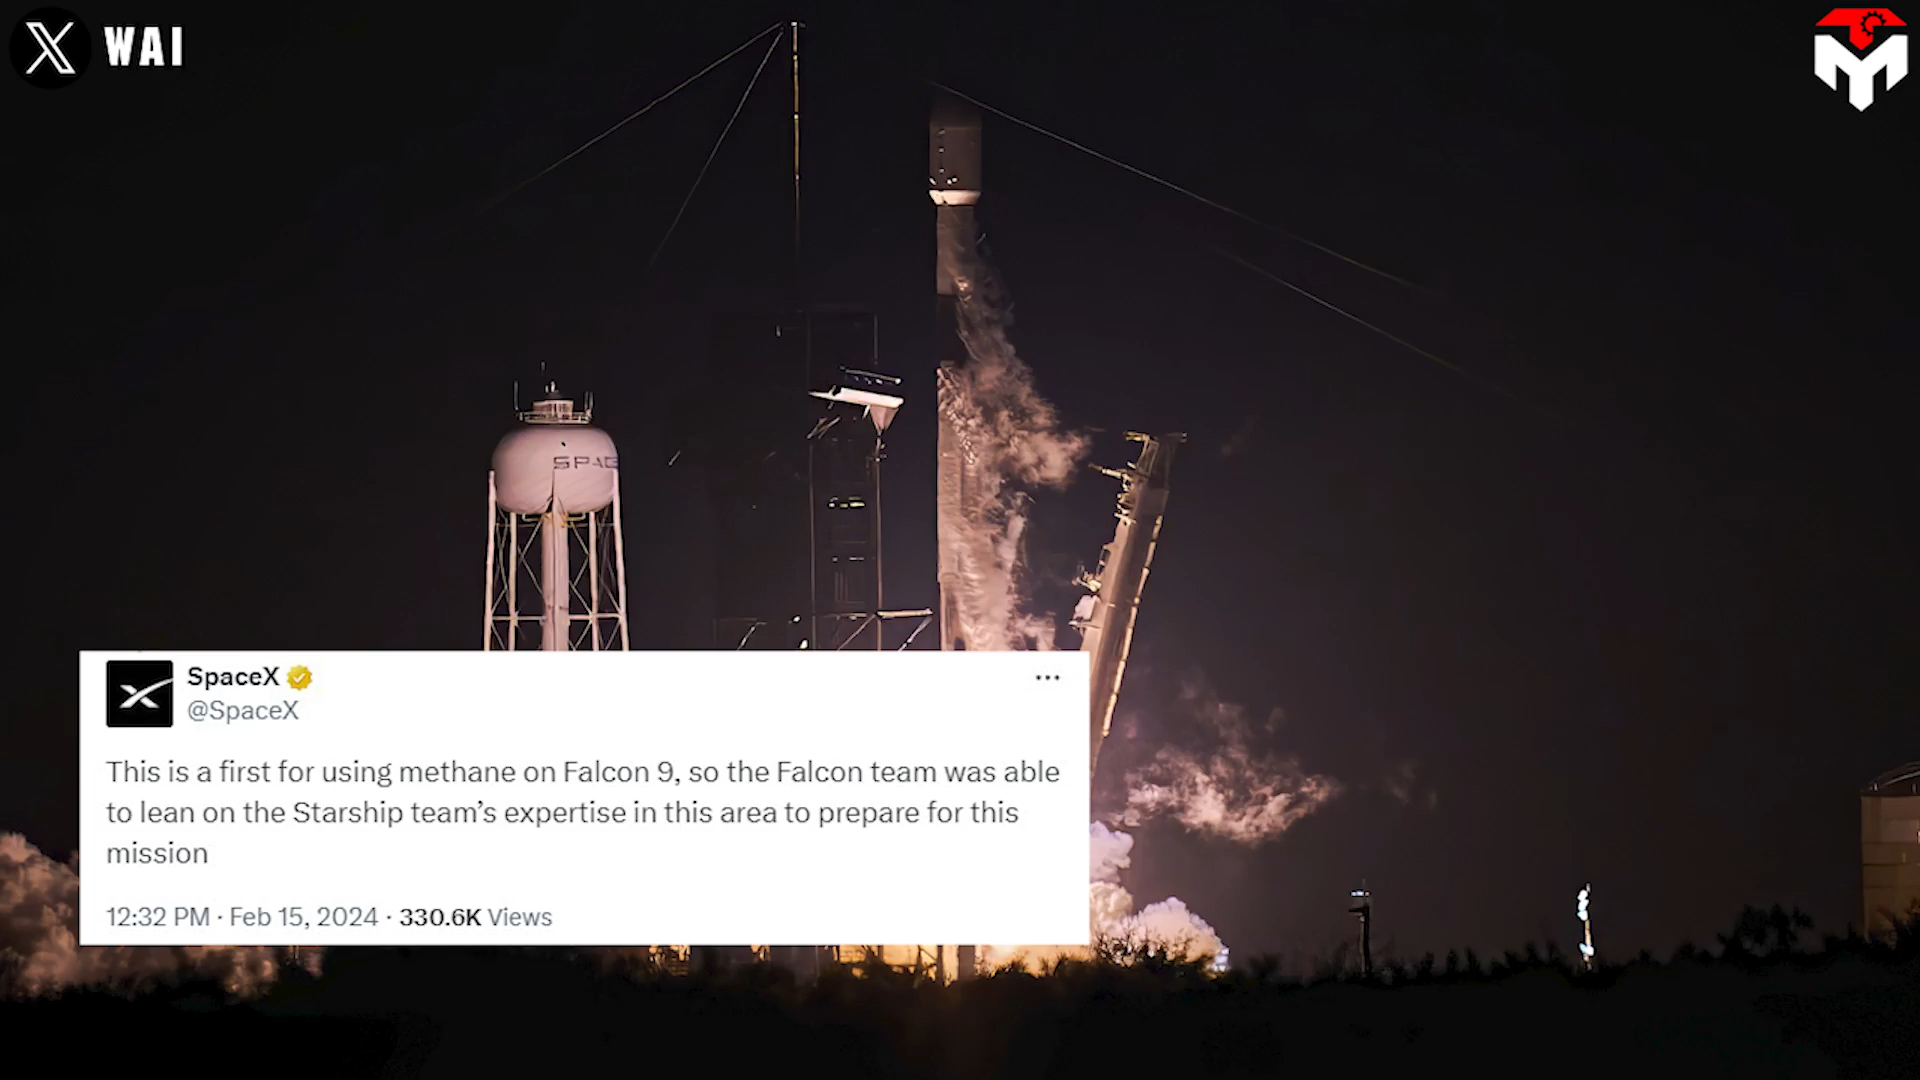 WAI
SPAC
SpaceX
@SpaceX
This is a first for using methane on Falcon 9, so the Falcon team was able
to lean on the Starship team’s expertise in this area to prepare for this
mission
12:32 PM · Feb 15, 2024 · 330.6K Views